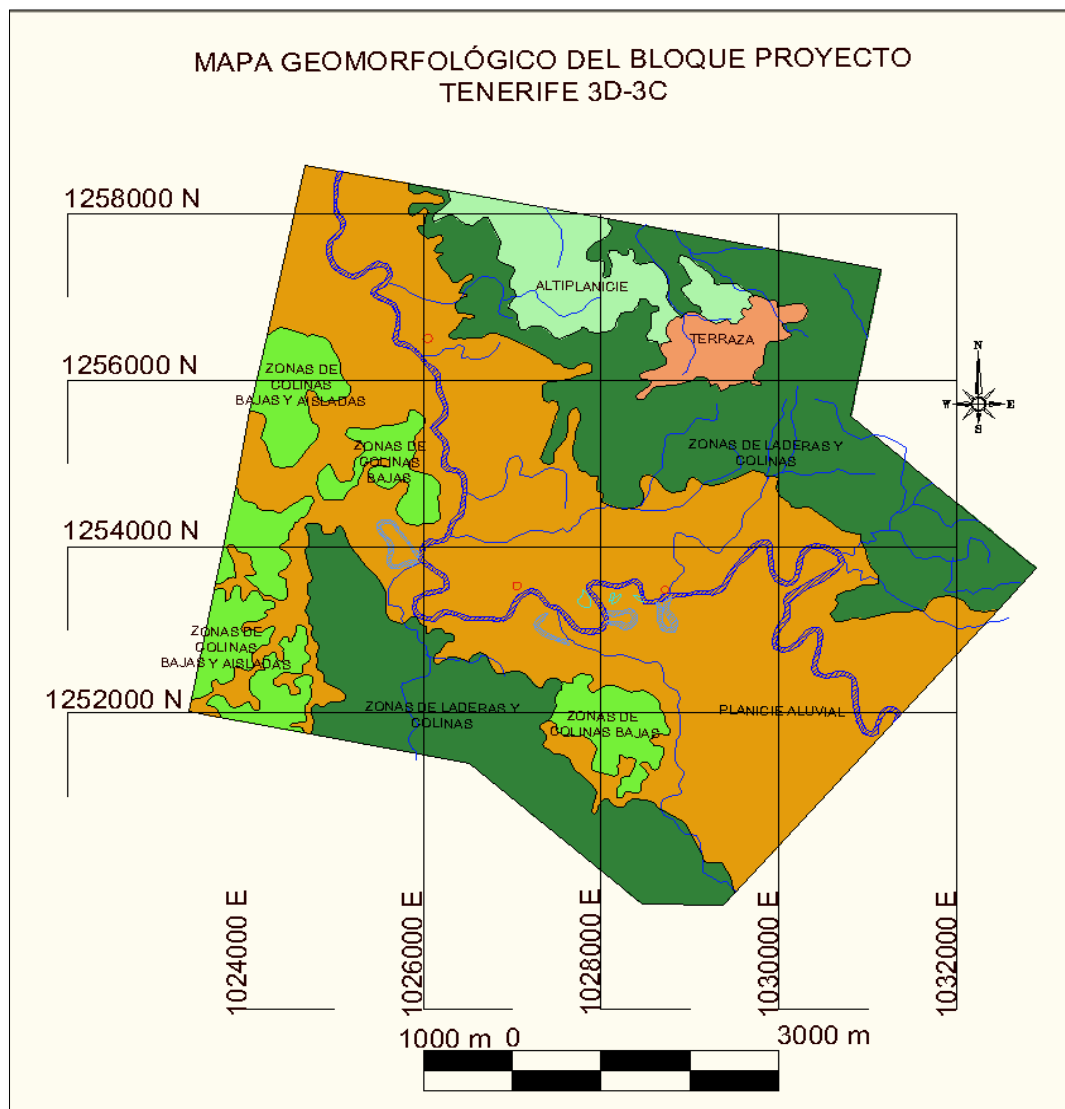 MAPA GEOMORFOLÓGICO DEL BLOQUE PROYECTO
TENERIFE 3D-3C
1258000 N
ALTIPLANICIE
TERRAZA
1256000 N
ZONAS DE
COLINAS
BAJAS Y AISLADAS
N
W
E
S
ZONAS DE
COLINAS
BAJAS
ZONAS DE LADERAS Y
COLINAS
1254000 N
ZONAS DE
COLINAS
BAJAS Y AISLADAS
1252000 N
ZONAS DE LADERAS Y
COLINAS
ZONAS DE
COLINAS BAJAS
PLANICIE ALUVIAL
1024000 E
1026000 E
1028000 E
1030000 E
1032000 E
1000 m
0
3000 m